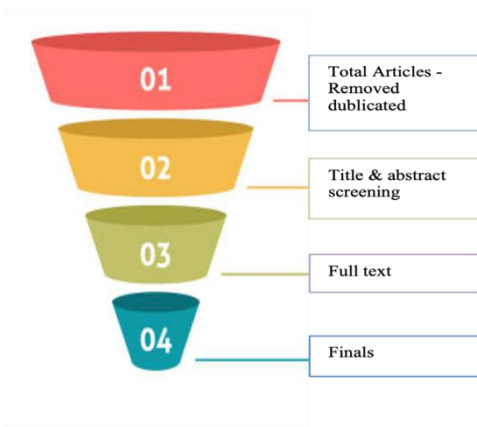 01
Total Articles -
Removed
dublicated
02
Title & abstract
screening
03
Full text
04
Finals